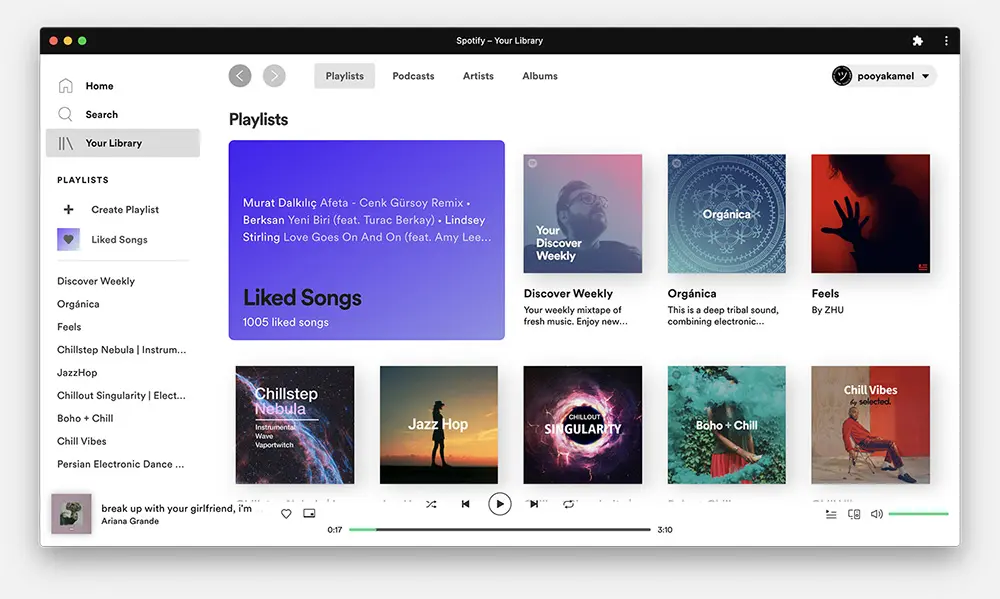 Spotify – Your Library
Home
Search
Your Library
PLAYLISTS
Create Playlist
Liked Songs
Discover Weekly
Orgánica
Feels
Chillstep Nebula | Instrum...
JazzHop
Chillout Singularity | Elect...
Boho + Chill
Chill Vibes
Persian Electronic Dance ...
Playlists
Podcasts
Artists
Albums
pooyakamel
Playlists
Murat Dalkılıç Afeta - Cenk Gürsoy Remix •
Berksan Yeni Biri (feat. Turac Berkay) • Lindsey
Stirling Love Goes On And On (feat. Amy Lee...
Liked Songs
1005 liked songs
Your
Discover
Weekly
Discover Weekly
Your weekly mixtape of
fresh music. Enjoy new...
Orgánica
Orgánica
This is a deep tribal sound,
combining electronic...
Feels
By ZHU
Chillstep
Nebula
Instrumental
Wave
Vaportwitch
Jazz Hop
CHILLOUT
SINGULARITY
Boho + Chill
Chill Vibes
by selected.
break up with your girlfriend, i'm
Ariana Grande
0:17
3:10